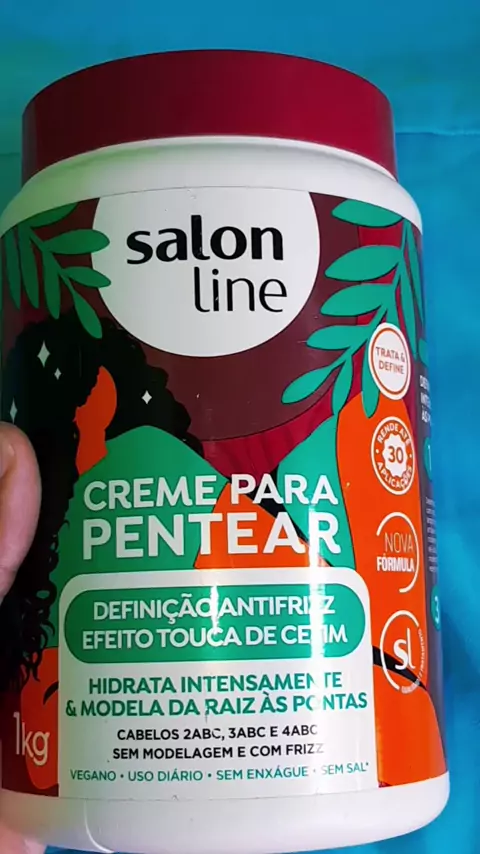 salon
line
TRATA &
DEFINE
RENDE ATÉ
30
APLICAÇÕES
CREME PARA
PENTEAR
NOVA
FÓRMULA
DEFINIÇÃO ANTIFRIZZ
EFEITO TOUCA DE CETIM
sl
HIDRATA INTENSAMENTE
& MODELA DA RAIZ ÀS PONTAS
1kg
CABELOS 2ABC, 3ABC E 4ABC
SEM MODELAGEM E COM FRIZZ
VEGANO • USO DIÁRIO • SEM ENXÁGUE • SEM SAL*